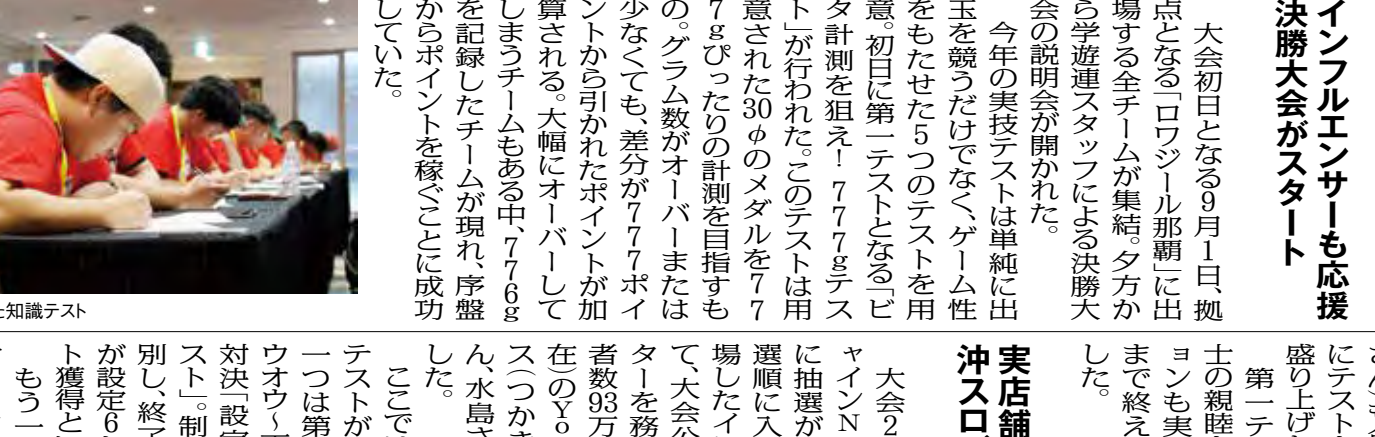 インフルエンサーも応援
決勝大会がスタート
大会初日となる9月1日、拠
点となる「ロワジール那覇」に出
場する全チームが集結。夕方か
ら学遊連スタッフによる決勝大
会の説明会が開かれた。
今年の実技テストは単純に出
玉を競うだけでなく、ゲーム性
をもたせた5つのテストを用
意。初日に第一テストとなる「ビ
タ計測を狙え! 777gテス
ト」が行われた。このテストは用
意された30φのメダルを77
7gぴったりの計測を目指すも
の。グラム数がオーバーまたは
少なくても、差分が777ポイ
ントから引かれたポイントが加
算される。大幅にオーバーして
しまうチームもある中、776g
を記録したチームが現れ、序盤
からポイントを稼ぐことに成功
していた。
知識テスト
にテスト
盛り上げ
第一テ
士の親睦
ョンも実
まで終え
した。
実店舗
沖スロ
大会2
ャインN
に抽選が
選順に入
場したイ
て、大会公
ターを務
者数93万
在)のYo
ス(つかき
ん、水島さ
した。
ここでは
テストが
一つは第
ウオウ~
対決「設定
スト」。制
別し、終了
が設定6
ト獲得と
もう一